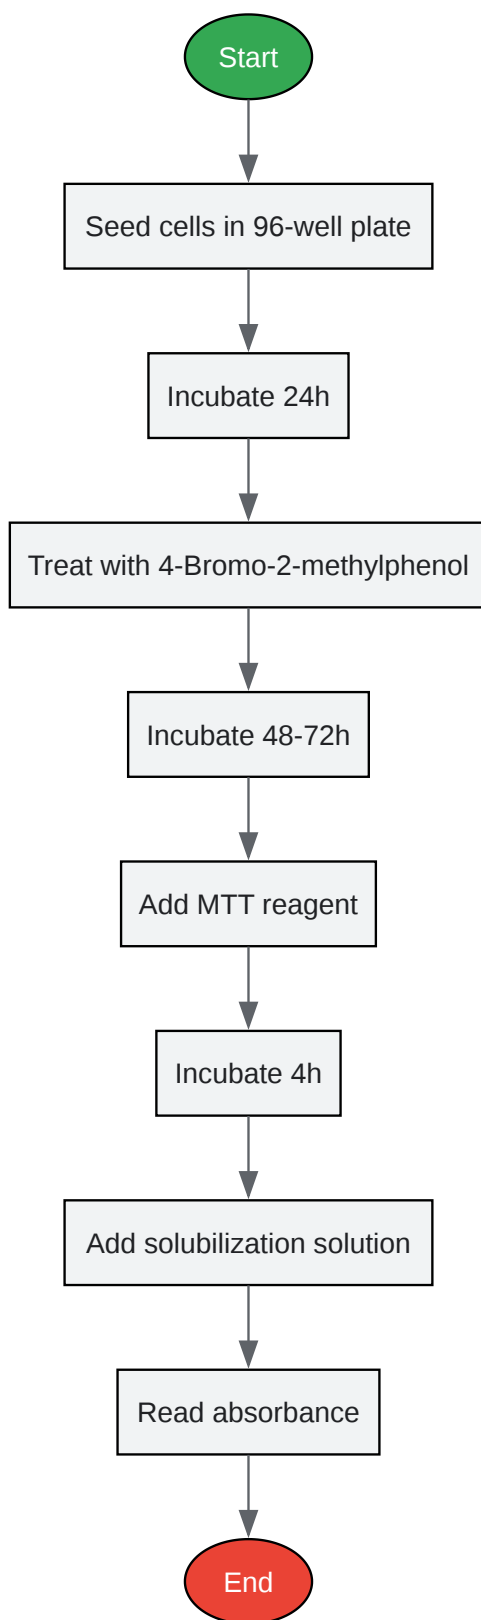 Start
Seed cells in 96-well plate
Incubate 24h
Treat with 4-Bromo-2-methylphenol
Incubate 48-72h
Add MTT reagent
Incubate 4h
Add solubilization solution
Read absorbance
End